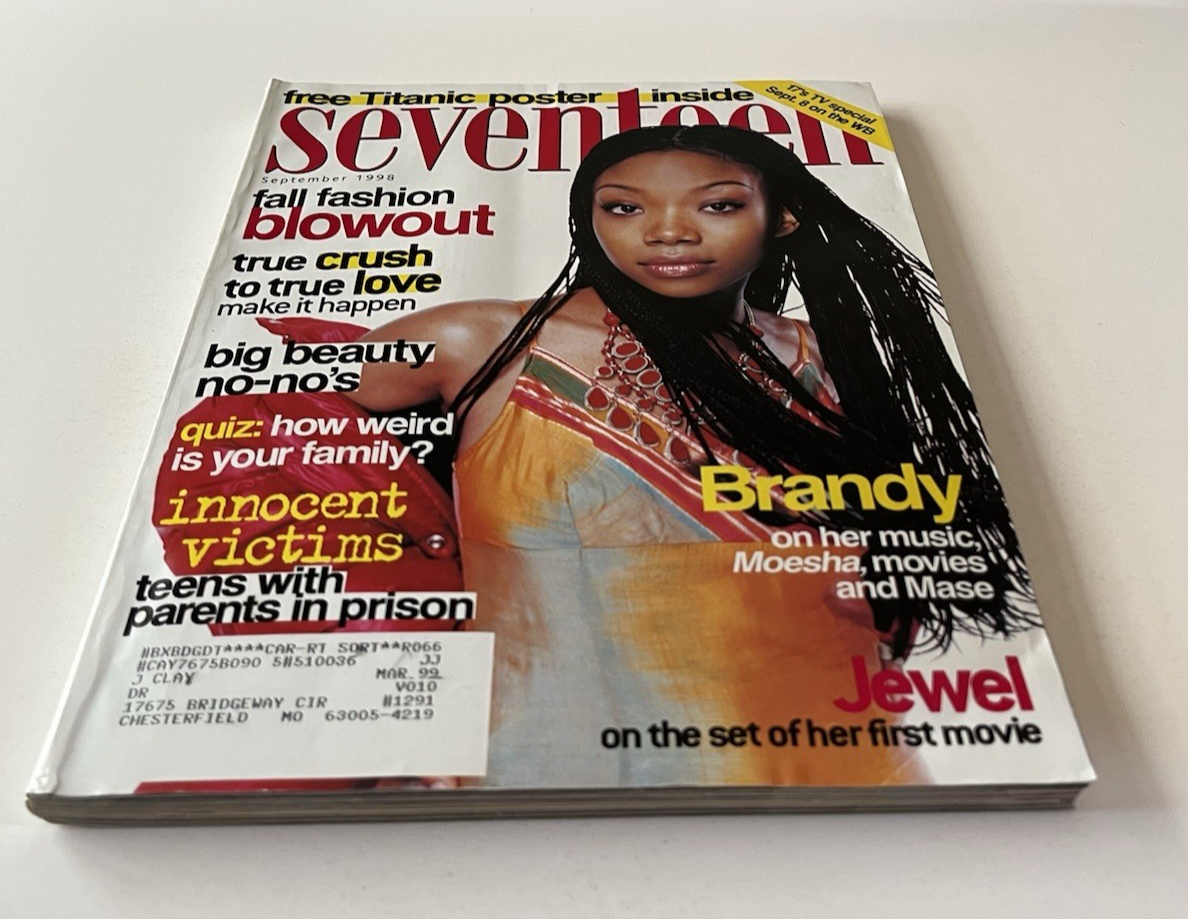 free Titanic poster inside
17's TV special
Sept. 8 on the WB
seventeen
September 1998
fall fashion
blowout
true crush
to true love
make it happen
big beauty
no-no's
quiz: how weird
is your family?
innocent
victims
teens with
parents in prison
Brandy
on her music,
Moesha, movies
and Mase
Jewel
on the set of her first movie
#BXBDGDT****CAR-RT SORT**R066
#CAY7675B090 5#510036 JJ
J CLAY MAR 99
DR V010
17675 BRIDGEWAY CIR #1291
CHESTERFIELD MO 63005-4219